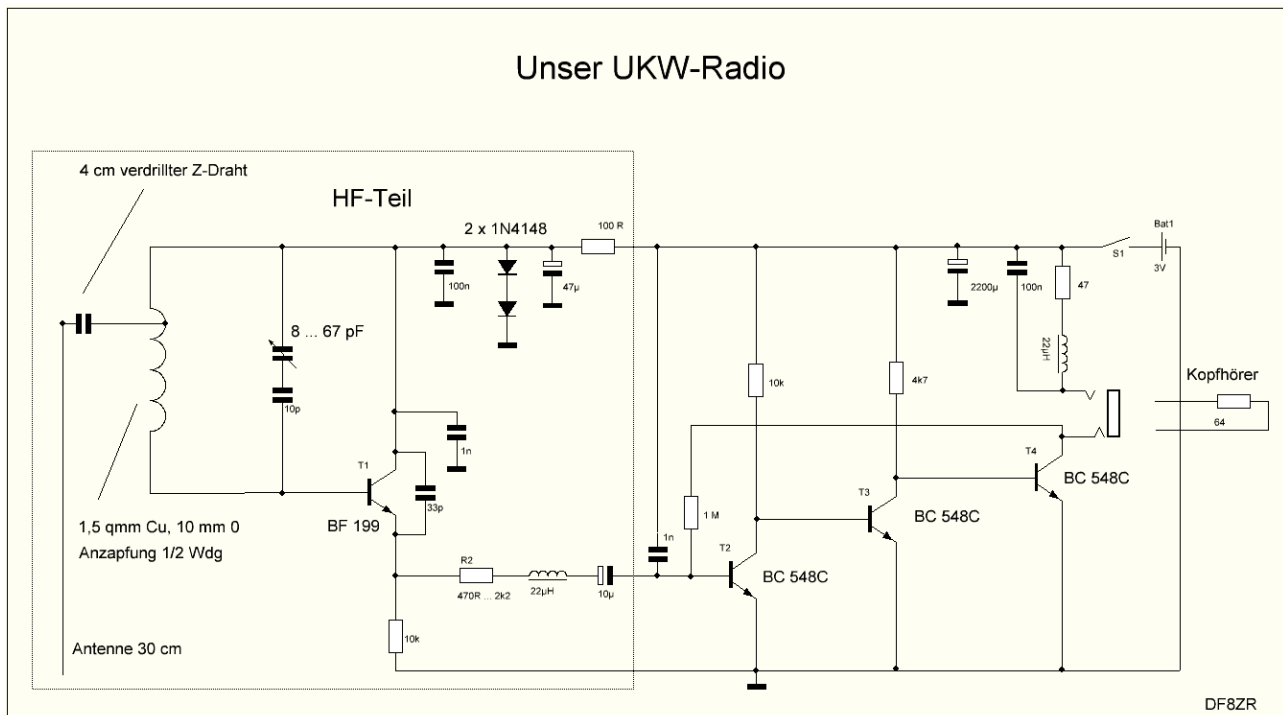 Unser UKW-Radio
4 cm verdrillter Z-Draht
HF-Teil
2 x 1N4148
100 R
Bat1
S1
3V
100n
47µ
2200µ
100n
47
8 ... 67 pF
22µH
10p
10k
4k7
Kopfhörer
64
T1
1n
33p
T4
BC 548C
1,5 qmm Cu, 10 mm 0
Anzapfung 1/2 Wdg
BF 199
1 M
T3
BC 548C
1n
T2
BC 548C
R2
470R ... 2k2
22µH
10µ
10k
Antenne 30 cm
DF8ZR